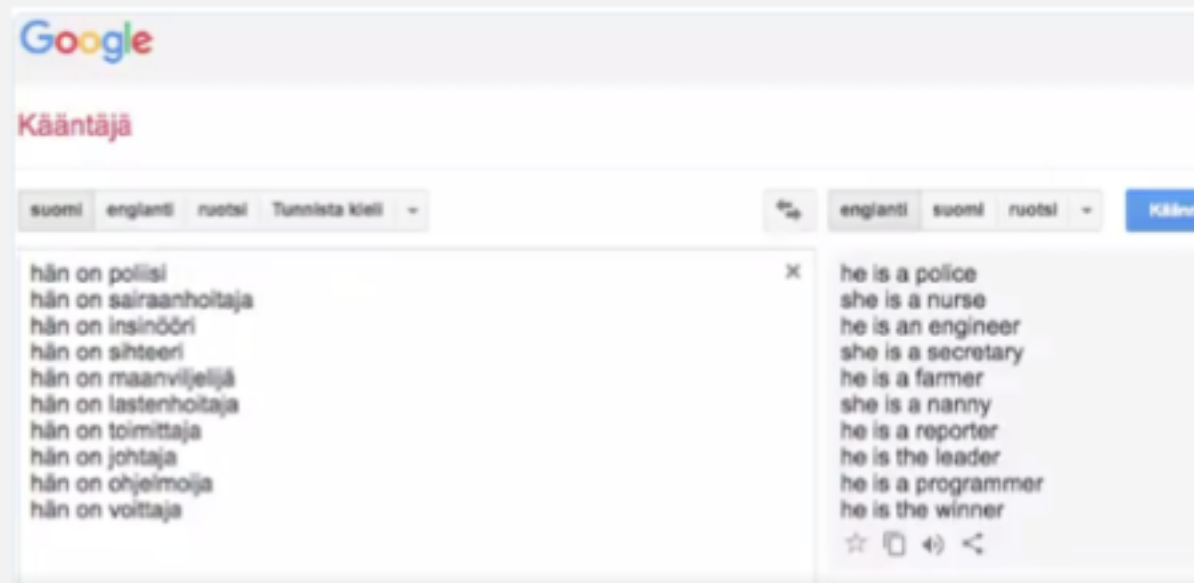 Google
Kääntäjä
suomi englanti ruotsi Tunnista kieli englanti suomi ruotsi
hän on poliisi
hän on sairaanhoitaja
hän on insinööri
hän on sihteeri
hän on maanviljelijä
hän on lastenhoitaja
hän on toimittaja
hän on johtaja
hän on ohjelmoija
hän on voittaja
he is a police
she is a nurse
he is an engineer
she is a secretary
he is a farmer
she is a nanny
he is a reporter
he is the leader
he is a programmer
he is the winner